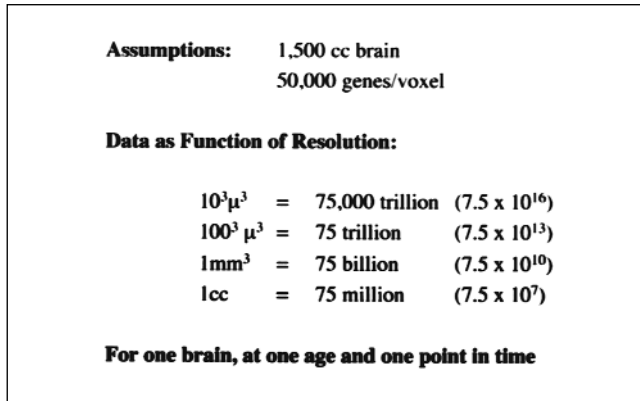 Assumptions: 1,500 cc brain
50,000 genes/voxel
Data as Function of Resolution:
10³μ³ = 75,000 trillion (7.5 x 10¹⁶)
100³ μ³ = 75 trillion (7.5 x 10¹³)
1mm³ = 75 billion (7.5 x 10¹⁰)
1cc = 75 million (7.5 x 10⁷)
For one brain, at one age and one point in time